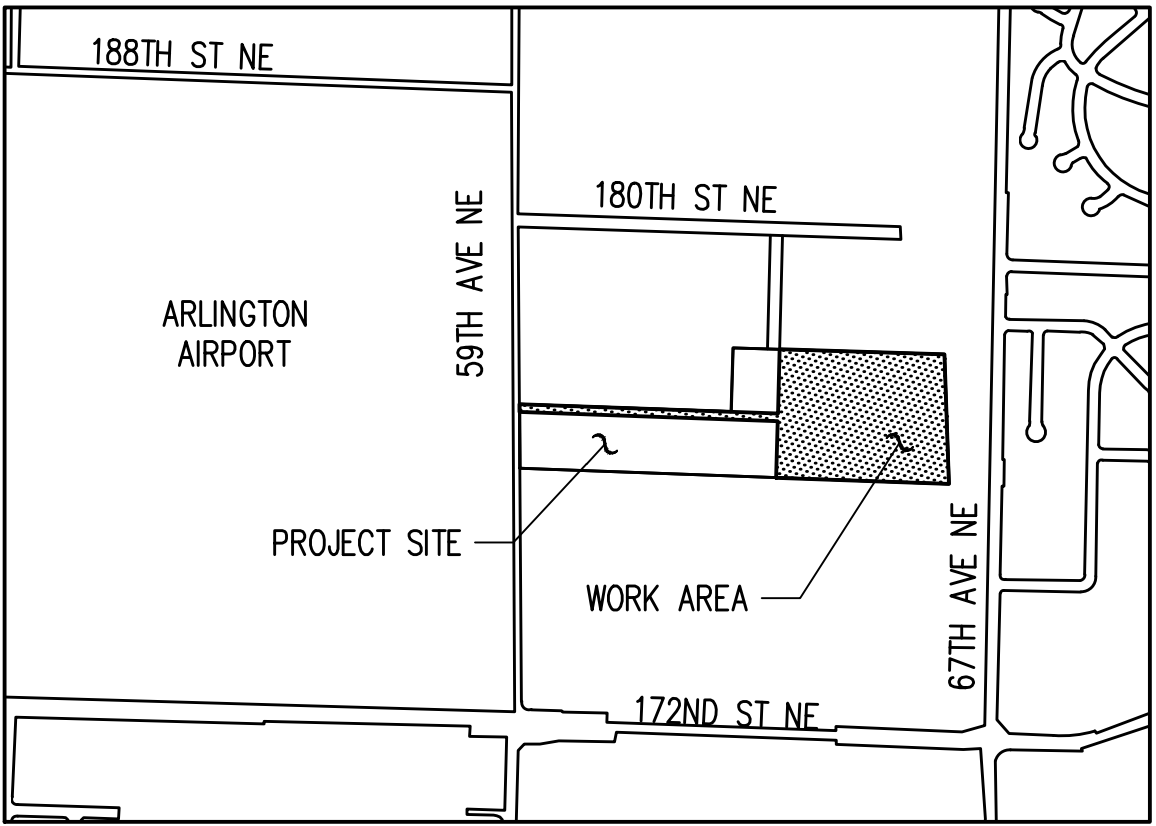 188TH ST NE
180TH ST NE
59TH AVE NE
ARLINGTON
AIRPORT
PROJECT SITE
WORK AREA
67TH AVE NE
172ND ST NE